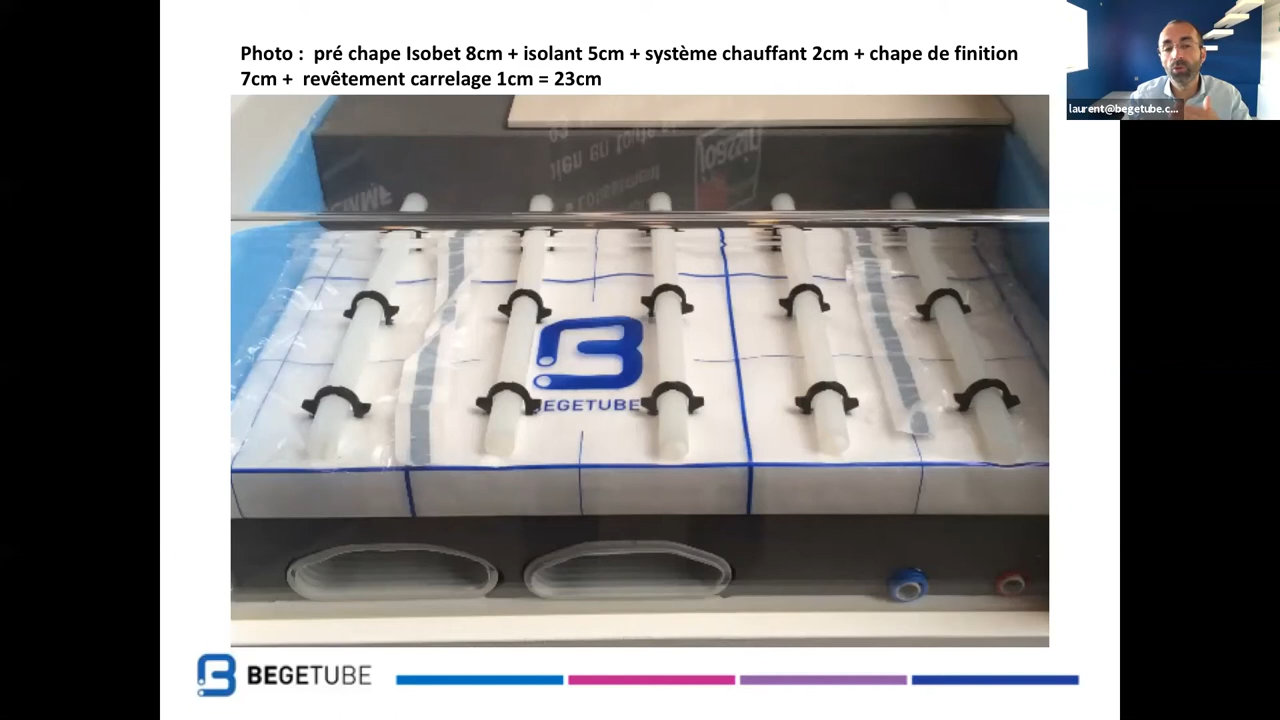 Photo :  pré chape Isobet 8cm + isolant 5cm + système chauffant 2cm + chape de finition
7cm +  revêtement carrelage 1cm = 23cm
laurent@begetube.c...
BEGETUBE
BEGETUBE